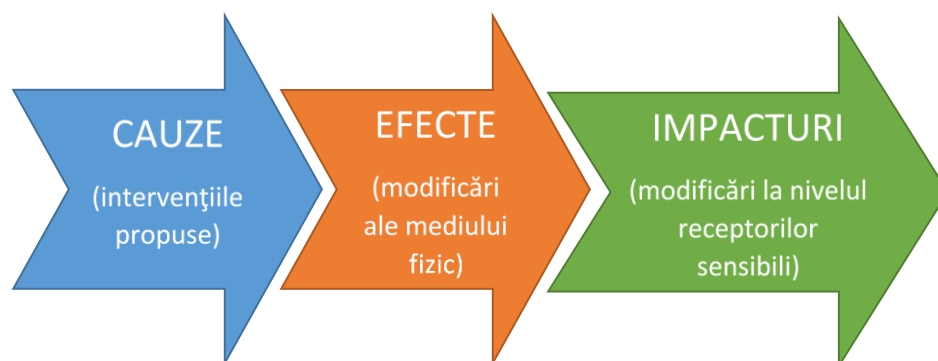 CAUZE
(intervenţiile
propuse)
EFECTE
(modificări
ale mediului
fizic)
IMPACTURI
(modificări la nivelul
receptorilor
sensibili)